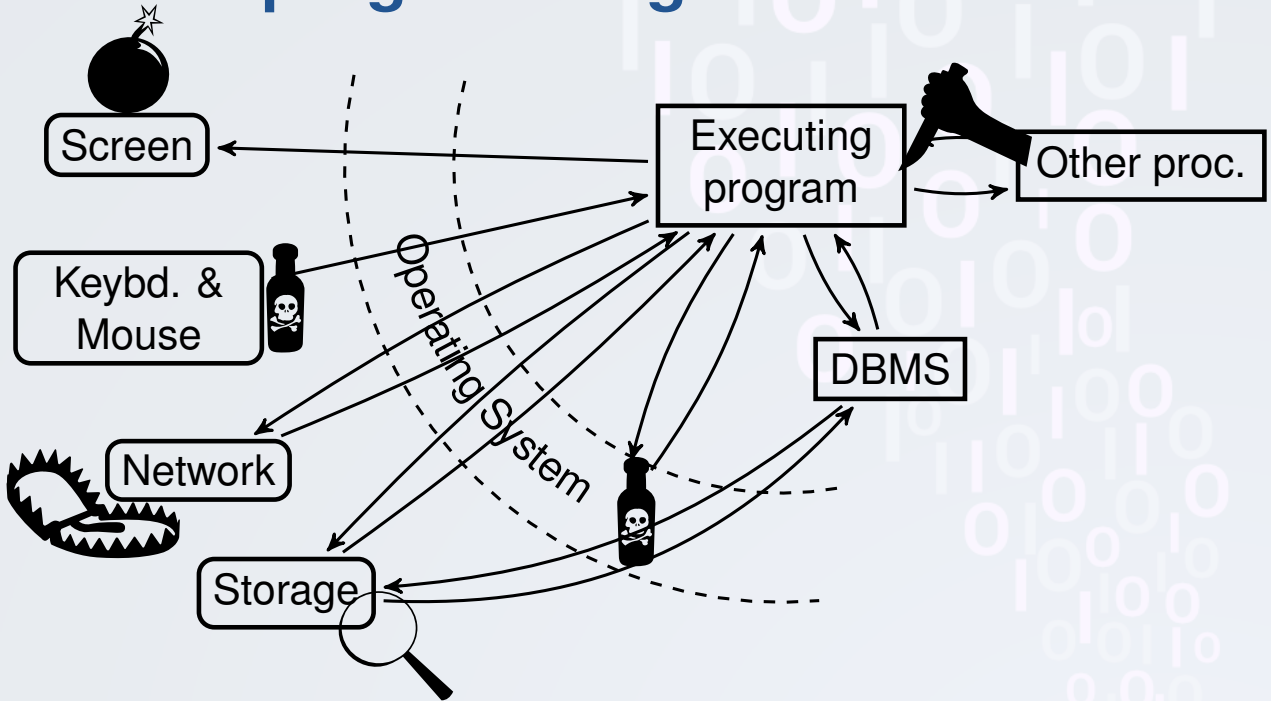 Screen
Executing
program
Other proc.
Keybd. &
Mouse
Operating System
DBMS
Network
Storage